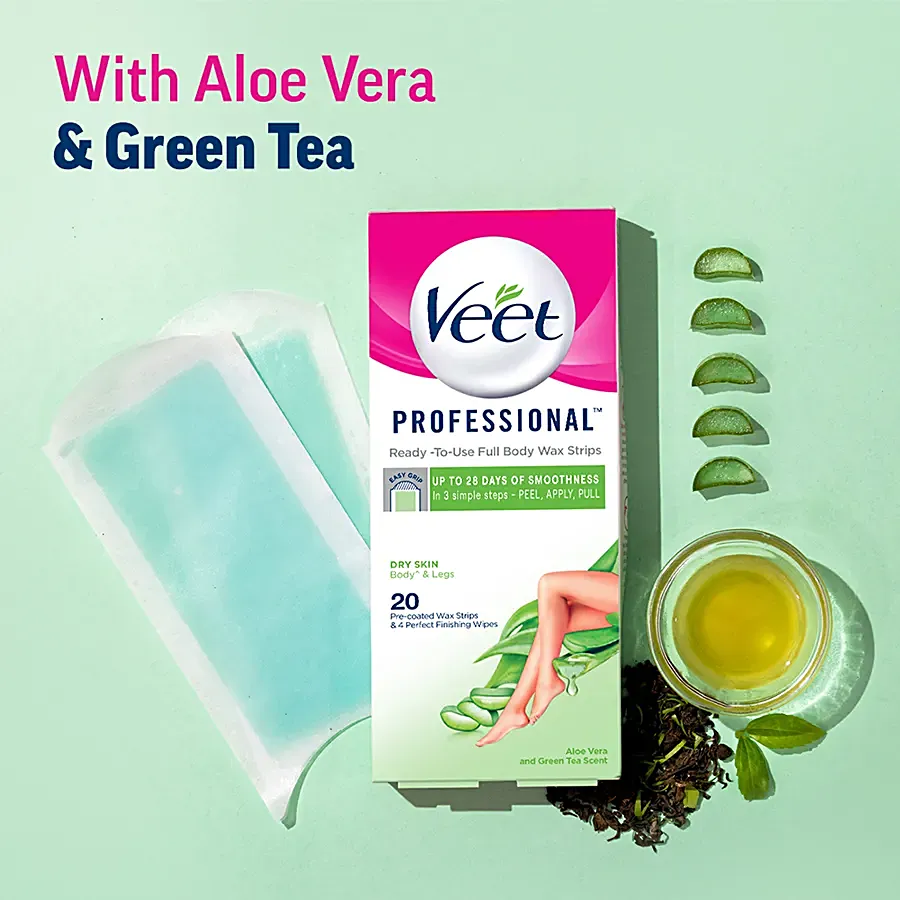 With Aloe Vera
& Green Tea
Veet
PROFESSIONAL™
Ready -To-Use Full Body Wax Strips
EASY GRIP
UP TO 28 DAYS OF SMOOTHNESS
In 3 simple steps - PEEL, APPLY, PULL
DRY SKIN
Body^ & Legs
20
Pre-coated Wax Strips
& 4 Perfect Finishing Wipes
Aloe Vera
and Green Tea Scent